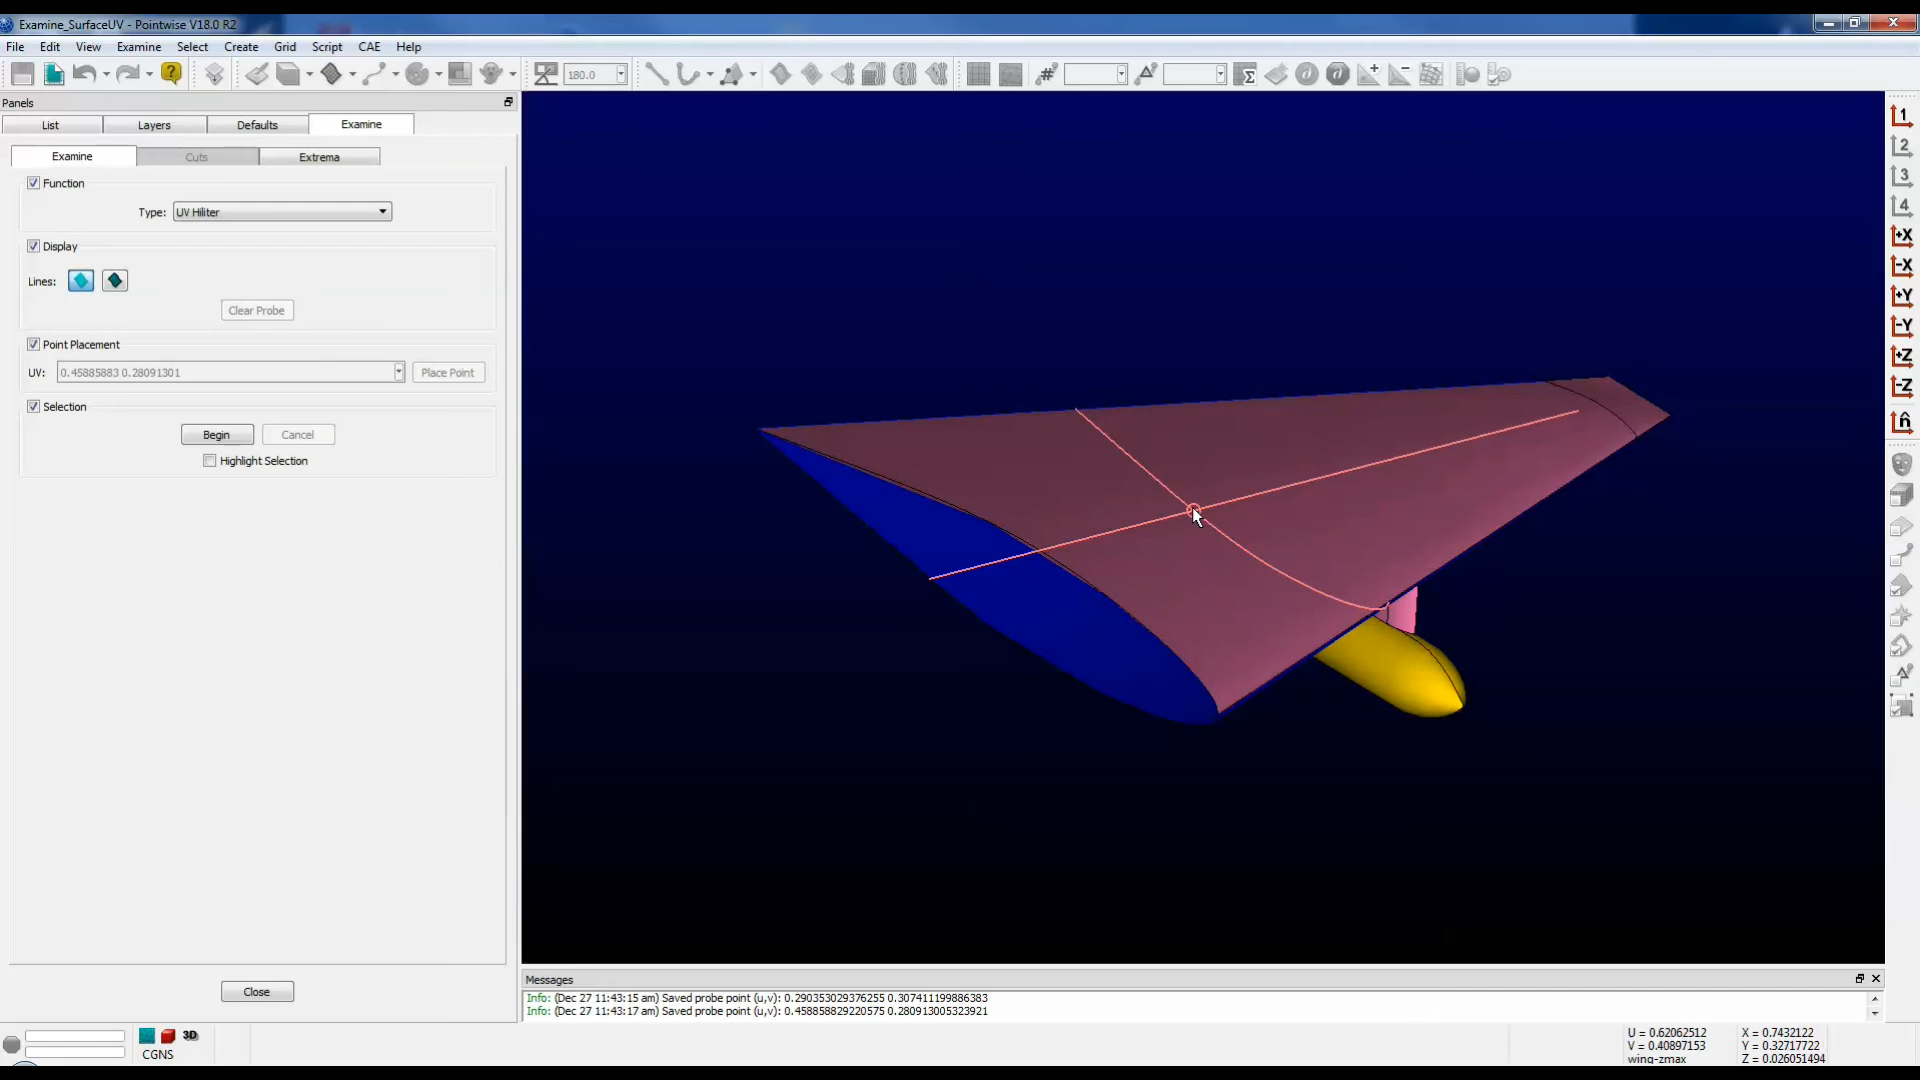 Examine_SurfaceUV - Pointwise V18.0 R2
File Edit View Examine Select Create Grid Script CAE Help
180.0
Panels
List Layers Defaults Examine
Examine Cuts Extrema
Function
Type: UV Hiliter
Display
Lines:
Clear Probe
Point Placement
UV: 0.45885883 0.28091301 Place Point
Selection
Begin Cancel
Highlight Selection
Close
1
2
3
4
+X
-X
+Y
-Y
+Z
-Z
n̂
Messages
Info: (Dec 27 11:43:15 am) Saved probe point (u,v): 0.290353029376255 0.307411199886383
Info: (Dec 27 11:43:17 am) Saved probe point (u,v): 0.458858829220575 0.280913005323921
3D
CGNS
U = 0.62062512 X = 0.7432122
V = 0.40897153 Y = 0.32717722
wing-zmax Z = 0.026051494